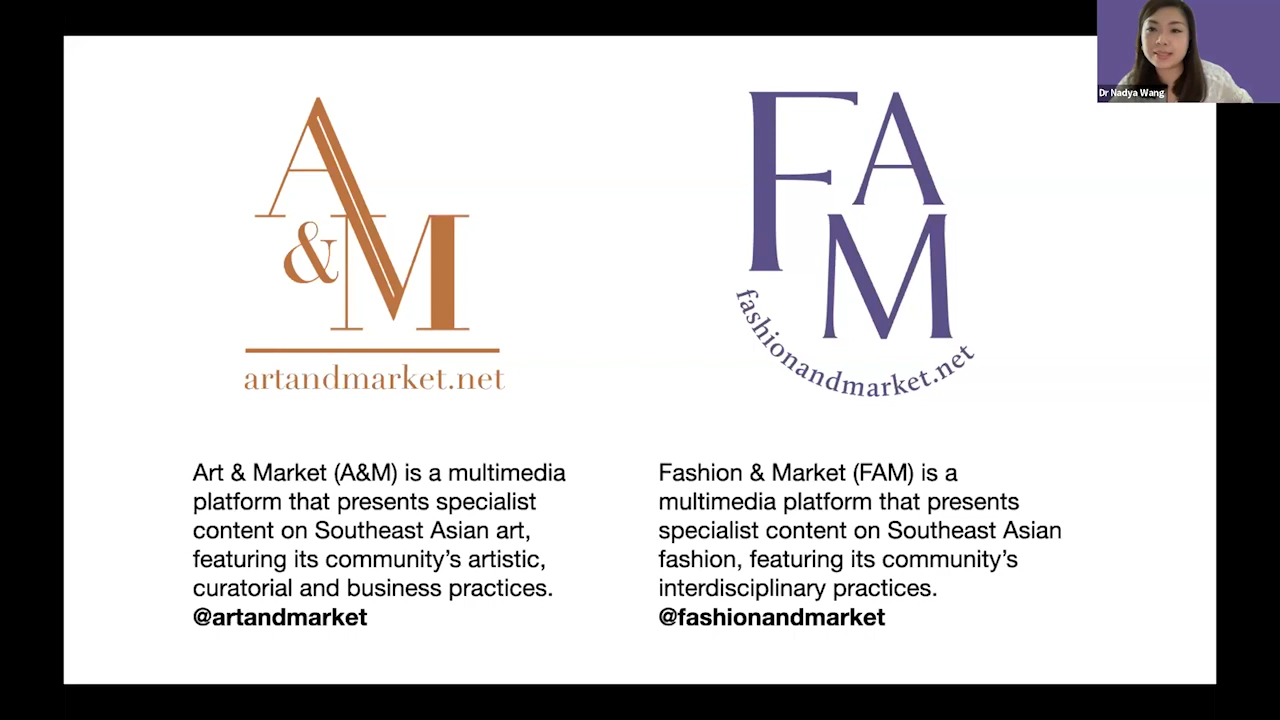 Dr Nadya Wang
A
&M
artandmarket.net
FA
M
fashionandmarket.net
Art & Market (A&M) is a multimedia
platform that presents specialist
content on Southeast Asian art,
featuring its community’s artistic,
curatorial and business practices.
@artandmarket
Fashion & Market (FAM) is a
multimedia platform that presents
specialist content on Southeast Asian
fashion, featuring its community’s
interdisciplinary practices.
@fashionandmarket